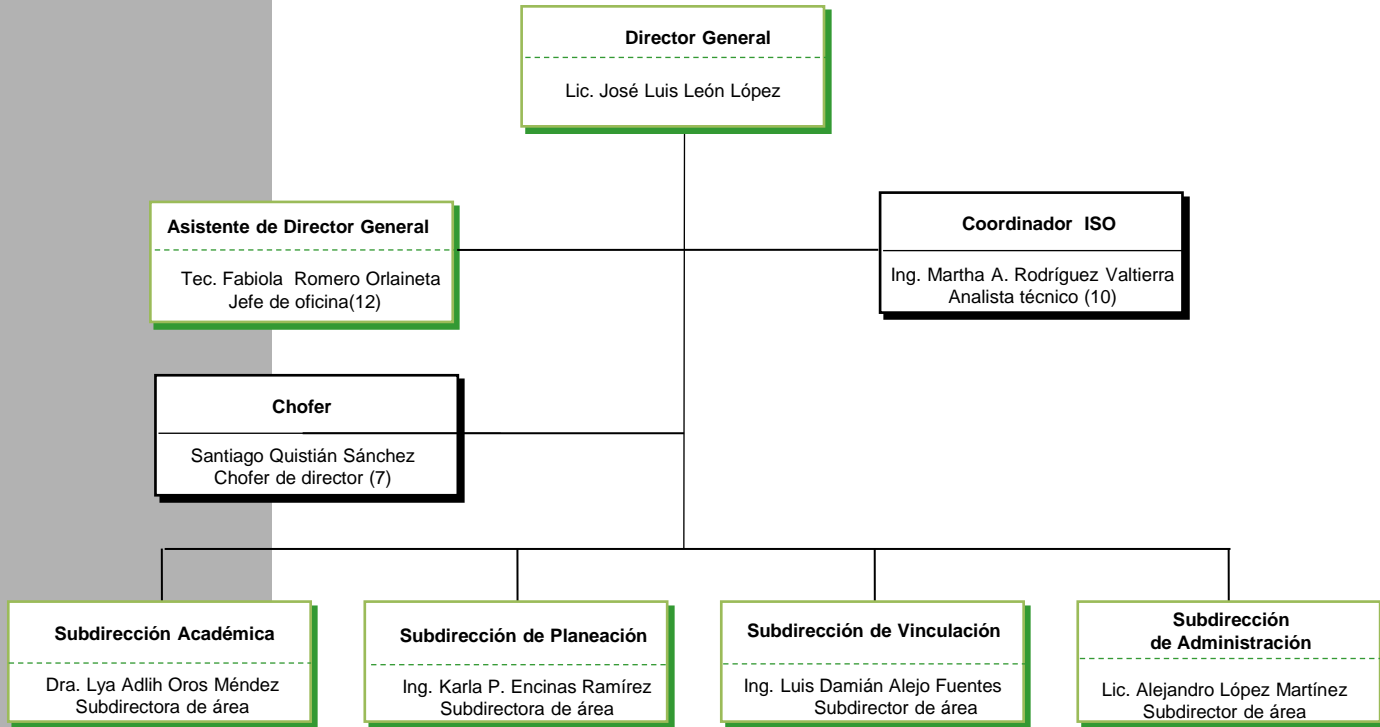 Director General
Lic. José Luis León López
Asistente de Director General
Tec. Fabiola  Romero Orlaineta
Jefe de oficina(12)
Coordinador  ISO
Ing. Martha A. Rodríguez Valtierra
Analista técnico (10)
Chofer
Santiago Quistián Sánchez
Chofer de director (7)
Subdirección Académica
Dra. Lya Adlih Oros Méndez
Subdirectora de área
Subdirección de Planeación
Ing. Karla P. Encinas Ramírez
Subdirectora de área
Subdirección de Vinculación
Ing. Luis Damián Alejo Fuentes
Subdirector de área
Subdirección
de Administración
Lic. Alejandro López Martínez
Subdirector de área